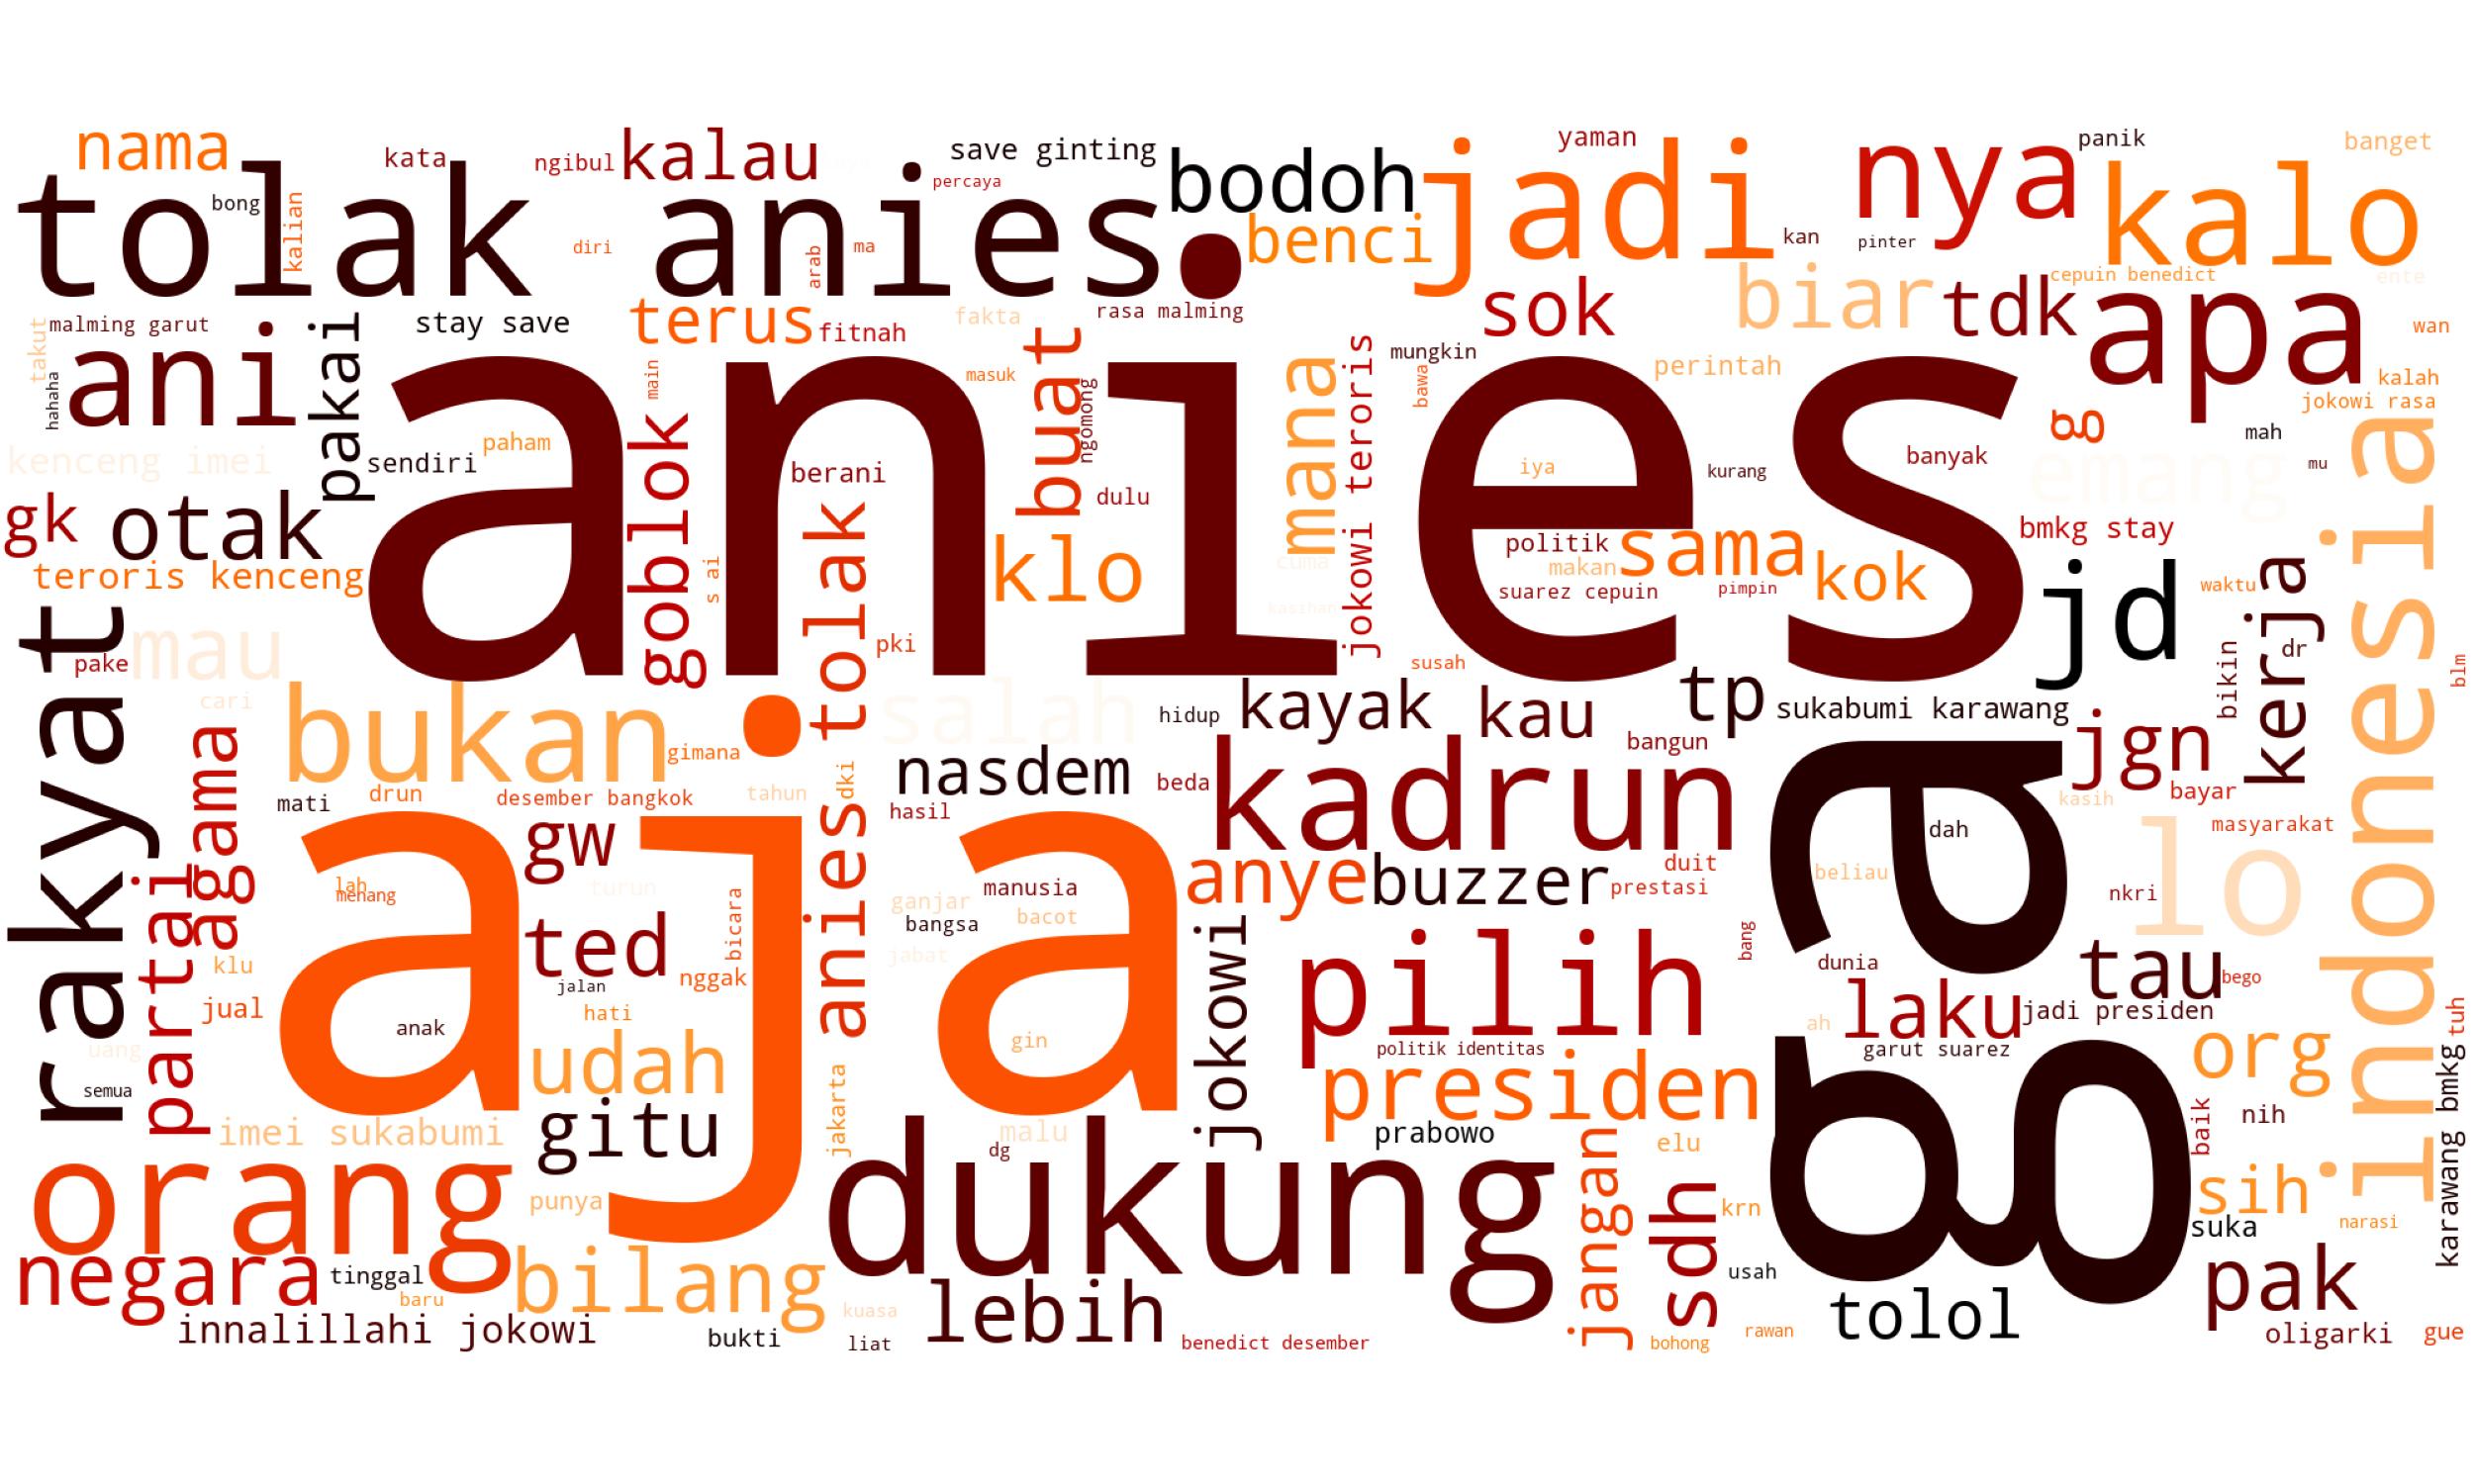 nama
kata
ngibul
kalau
save ginting
yaman
nya
panik
banget
tolak anies
bong
kalian
percaya
bodoh
jadi
kalo
diri
arab
ma
benci
kan
pinter
biar
cepuin benedict
ente
takut
malming garut
ani
pakai
stay save
terus
fitnah
fakta
rasa malming
sok
tdk
apa
wan
hahaha
main
masuk
buat
ngomong
mana
jokowi teroris
mungkin
bawa
perintah
kalah
jokowi rasa
g
mah
anies
kenceng imei
sendiri
paham
goblok
berani
dulu
iya
kurang
banyak
emang
mu
indonesia
gk
otak
teroris kenceng
s ai
tolak
klo
cuma
politik
makan
sama
kok
suarez cepuin
pimpin
bmkg stay
jd
waktu
kerja
kasihan
rakyat
pake
mau
pki
susah
bikin
dr
blm
cari
bukan
salah
hidup
kayak
kau
tp
sukabumi karawang
jgn
agama
gimana
nasdem
bangun
mati
drun
desember bangkok
tahun
dki
hasil
beda
kadrun
ga
kasih
bayar
aja
gw
anies
dah
masyarakat
partai
lah
menang
turun
ganjar
manusia
anye
buzzer
duit
prestasi
beliau
nkri
lo
klu
ted
bicara
bangsa
bacot
jabat
jokowi
pilih
bang
dunia
tau
bego
jual
jalan
nggak
hati
laku
jadi presiden
tuh
uang
anak
gin
politik identitas
ah
garut suarez
org
semua
udah
jakarta
presiden
karawang bmkg
imei sukabumi
gitu
malu
dg
prabowo
elu
baik
nih
orang
punya
dukung
jangan
sdh
krn
sih
suka
narasi
negara
tinggal
baru
bilang
lebih
usah
tolol
pak
innalillahi jokowi
bukti
kuasa
liat
benedict desember
bohong
rawan
oligarki
gue